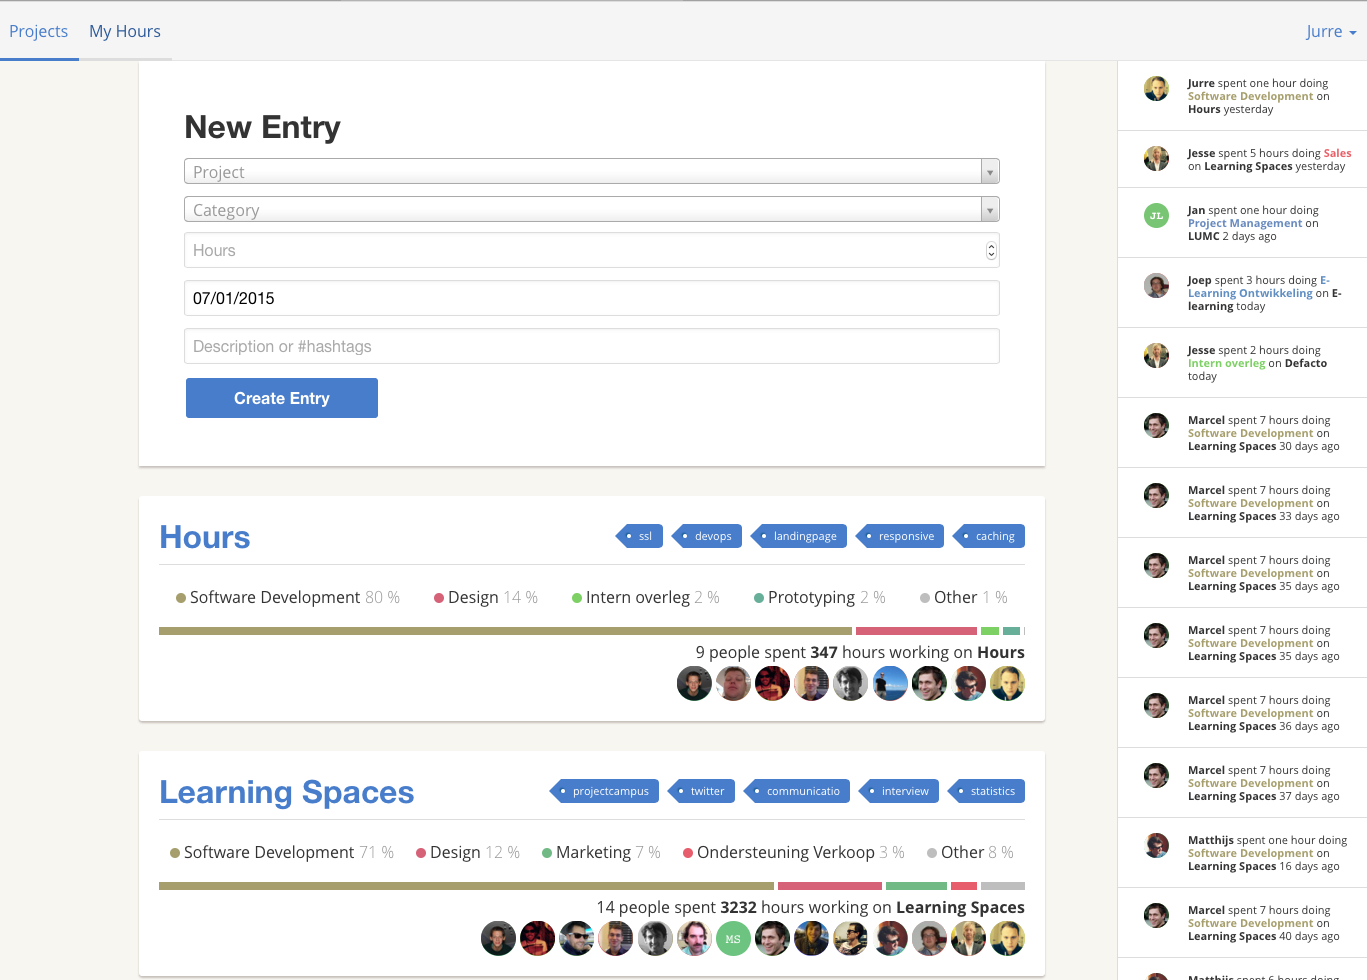 Projects My Hours Jurre
New Entry
Project
Category
Hours
07/01/2015
Description or #hashtags
Create Entry
Hours
ssl devops landingpage responsive caching
Software Development 80 % Design 14 % Intern overleg 2 % Prototyping 2 % Other 1 %
9 people spent 347 hours working on Hours
Learning Spaces
projectcampus twitter communicatio interview statistics
Software Development 71 % Design 12 % Marketing 7 % Ondersteuning Verkoop 3 % Other 8 %
14 people spent 3232 hours working on Learning Spaces
MS
Jurre spent one hour doing
Software Development on
Hours yesterday
Jesse spent 5 hours doing Sales
on Learning Spaces yesterday
JL
Jan spent one hour doing
Project Management on
LUMC 2 days ago
Joep spent 3 hours doing E-
Learning Ontwikkeling on E-
learning today
Jesse spent 2 hours doing
Intern overleg on Defacto
today
Marcel spent 7 hours doing
Software Development on
Learning Spaces 30 days ago
Marcel spent 7 hours doing
Software Development on
Learning Spaces 33 days ago
Marcel spent 7 hours doing
Software Development on
Learning Spaces 35 days ago
Marcel spent 7 hours doing
Software Development on
Learning Spaces 35 days ago
Marcel spent 7 hours doing
Software Development on
Learning Spaces 36 days ago
Marcel spent 7 hours doing
Software Development on
Learning Spaces 37 days ago
Matthijs spent one hour doing
Software Development on
Learning Spaces 16 days ago
Marcel spent 7 hours doing
Software Development on
Learning Spaces 40 days ago
Matthijs spent 6 hours doing